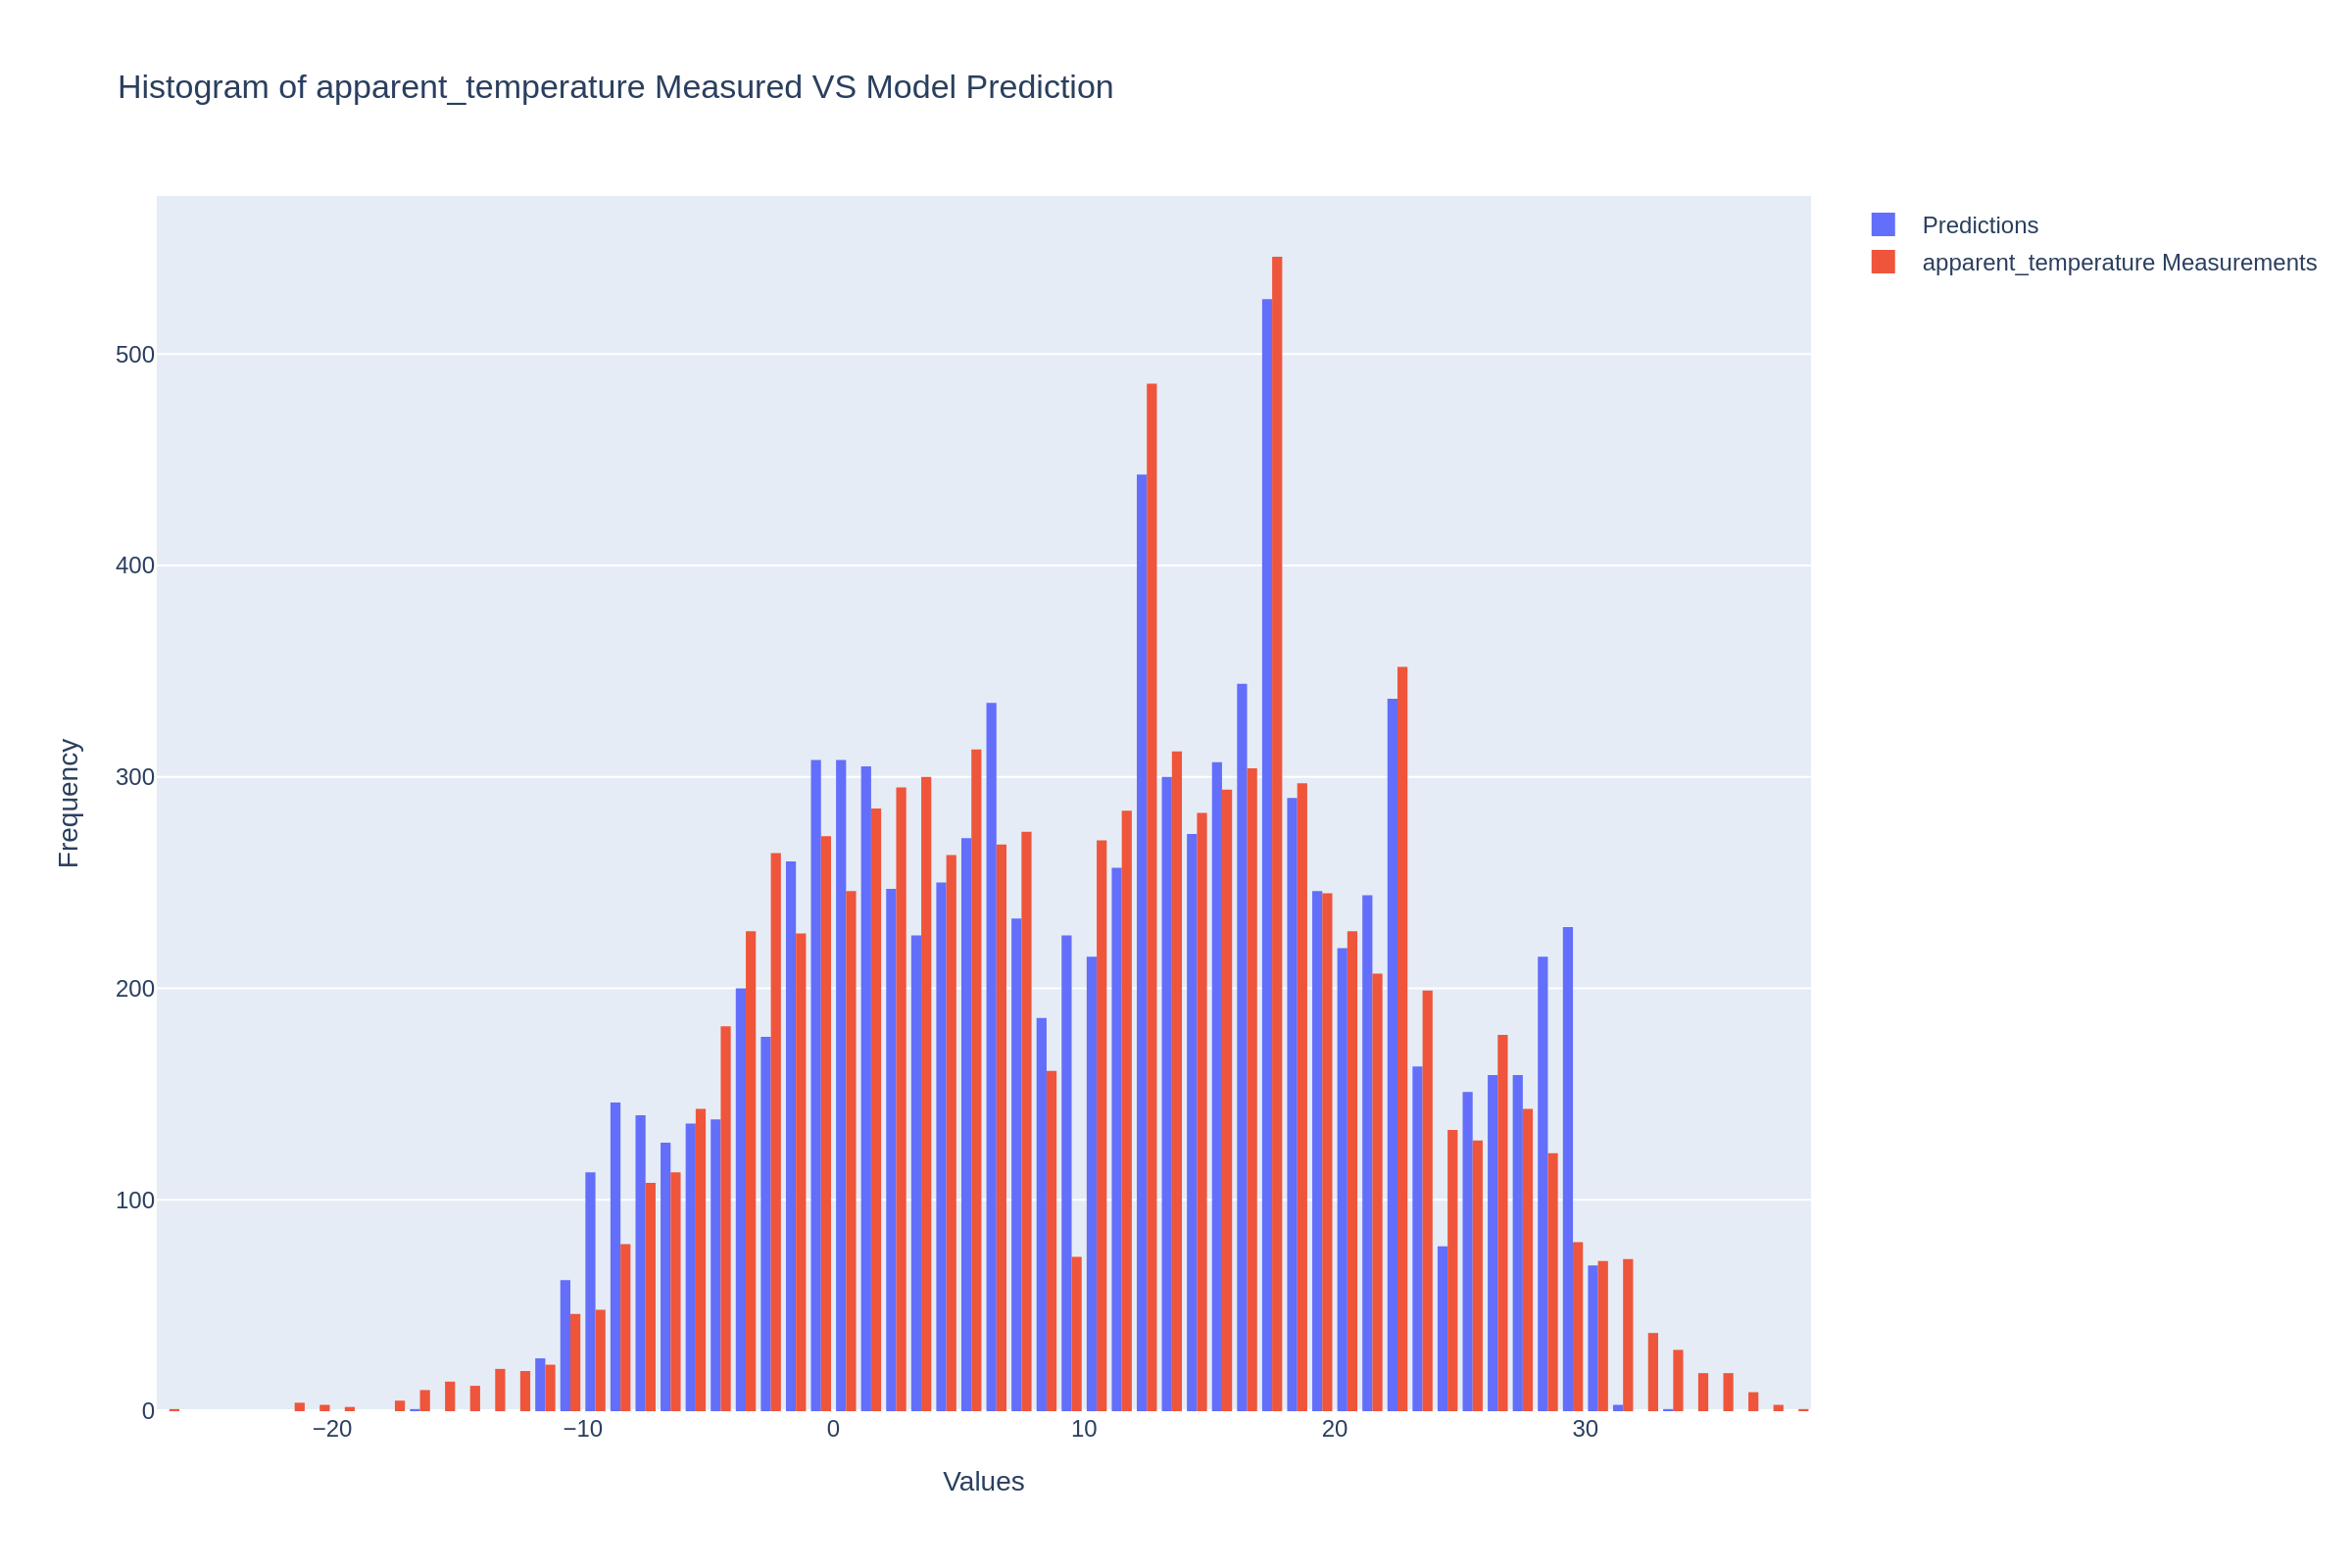 Histogram of apparent_temperature Measured VS Model Prediction
Predictions
apparent_temperature Measurements
500
400
300
200
100
0
Frequency
−20
−10
0
10
20
30
Values